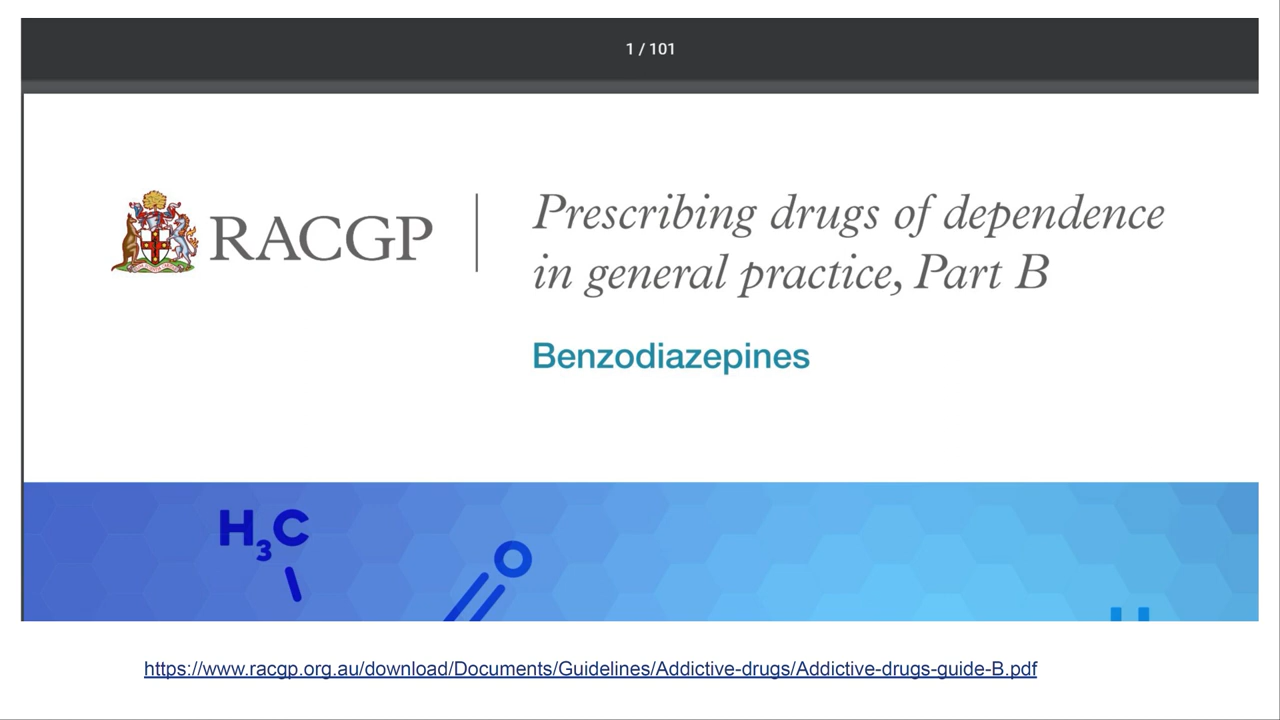 1 / 101
RACGP
Prescribing drugs of dependence
in general practice, Part B
Benzodiazepines
H3C
O
https://www.racgp.org.au/download/Documents/Guidelines/Addictive-drugs/Addictive-drugs-guide-B.pdf